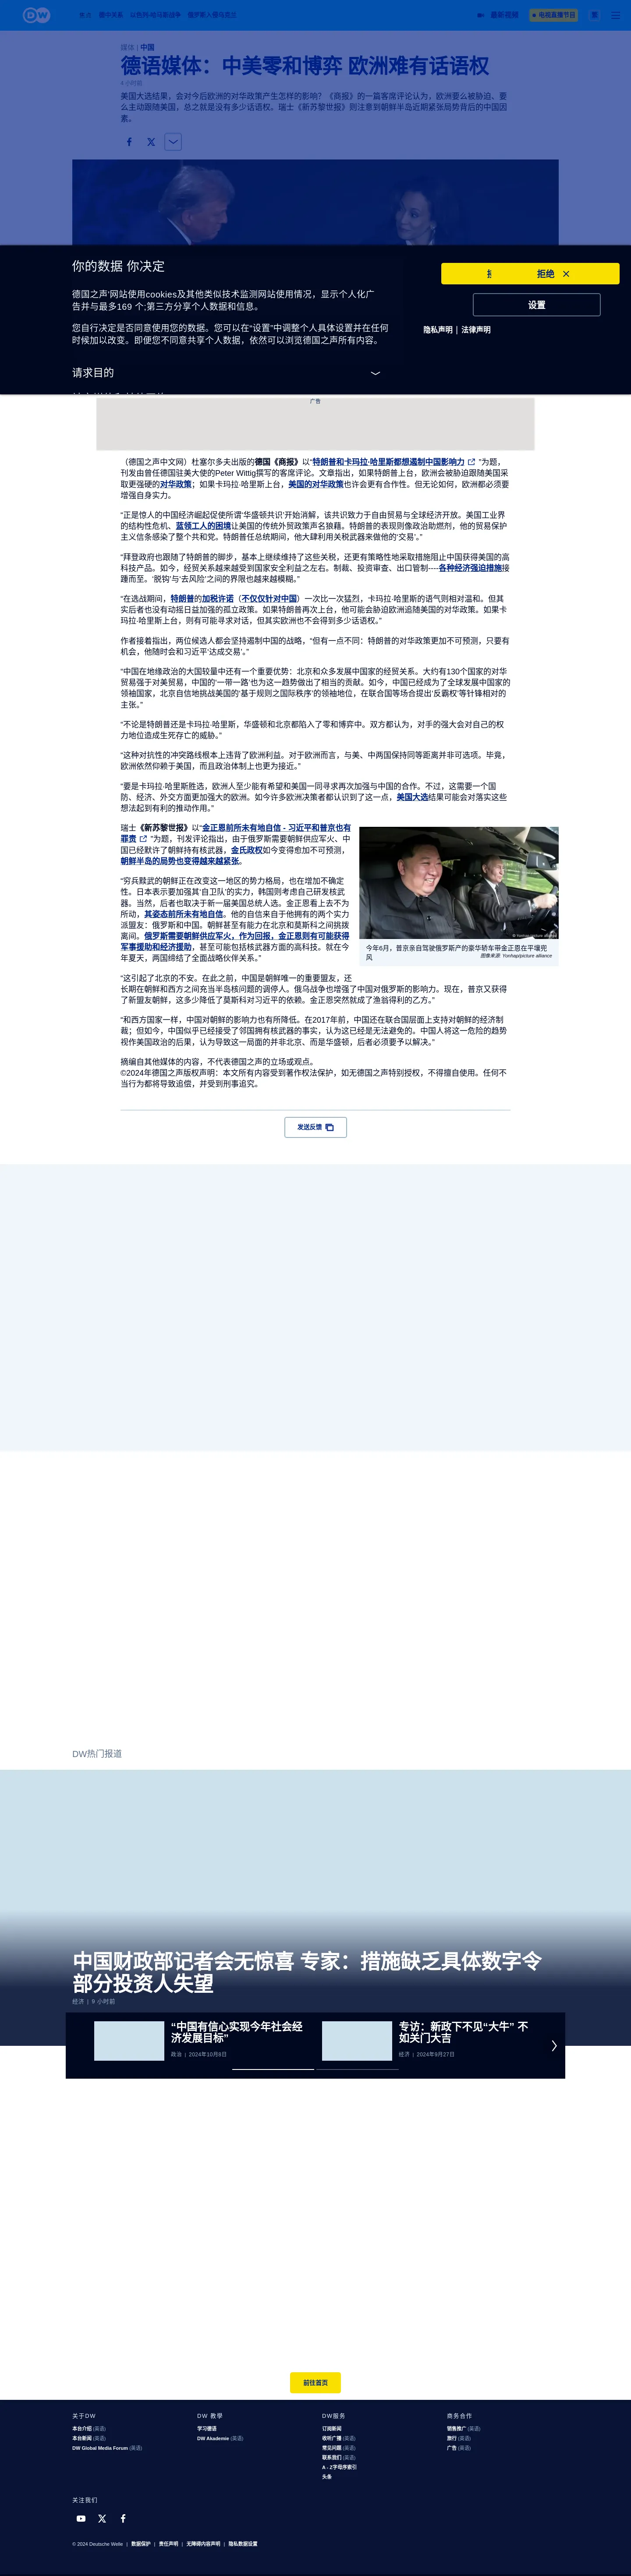 DW
焦点 德中关系 以色列-哈马斯战争 俄罗斯入侵乌克兰 最新视频 电视直播节目 繁
媒体 | 中国
德语媒体：中美零和博弈 欧洲难有话语权
4 小时前
美国大选结果，会对今后欧洲的对华政策产生怎样的影响？《商报》的一篇客席评论认为，欧洲要么被胁迫、要
么主动跟随美国，总之就是没有多少话语权。瑞士《新苏黎世报》则注意到朝鲜半岛近期紧张局势背后的中国因
素。
你的数据 你决定
拒绝
德国之声'网站使用cookies及其他类似技术监测网站使用情况，显示个人化广
告并与最多169 个;第三方分享个人数据和信息。
设置
您自行决定是否同意使用您的数据。您可以在“设置”中调整个人具体设置并在任何
时候加以改变。即便您不同意共享个人数据，依然可以浏览德国之声所有内容。
隐私声明 | 法律声明
请求目的
广告
（德国之声中文网）杜塞尔多夫出版的德国《商报》以“特朗普和卡玛拉·哈里斯都想遏制中国影响力 ”为题，
刊发由曾任德国驻美大使的Peter Wittig撰写的客席评论。文章指出，如果特朗普上台，欧洲会被胁迫跟随美国采
取更强硬的对华政策；如果卡玛拉·哈里斯上台，美国的对华政策也许会更有合作性。但无论如何，欧洲都必须要
增强自身实力。
“正是惊人的中国经济崛起促使所谓‘华盛顿共识’开始消解，该共识致力于自由贸易与全球经济开放。美国工业界
的结构性危机、蓝领工人的困境让美国的传统外贸政策声名狼藉。特朗普的表现则像政治助燃剂，他的贸易保护
主义信条感染了整个共和党。特朗普任总统期间，他大肆利用关税武器来做他的‘交易’。”
“拜登政府也跟随了特朗普的脚步，基本上继续维持了这些关税，还更有策略性地采取措施阻止中国获得美国的高
科技产品。如今，经贸关系越来越受到国家安全利益之左右。制裁、投资审查、出口管制----各种经济强迫措施接
踵而至。‘脱钩’与‘去风险’之间的界限也越来越模糊。”
“在选战期间，特朗普的加税许诺（不仅仅针对中国）一次比一次猛烈，卡玛拉·哈里斯的语气则相对温和。但其
实后者也没有动摇日益加强的孤立政策。如果特朗普再次上台，他可能会胁迫欧洲追随美国的对华政策。如果卡
玛拉·哈里斯上台，则有可能寻求对话，但其实欧洲也不会得到多少话语权。”
作者接着指出，两位候选人都会坚持遏制中国的战略，“但有一点不同：特朗普的对华政策更加不可预测，只要有
机会，他随时会和习近平‘达成交易’。”
“中国在地缘政治的大国较量中还有一个重要优势：北京和众多发展中国家的经贸关系。大约有130个国家的对华
贸易强于对美贸易，中国的‘一带一路’也为这一趋势做出了相当的贡献。如今，中国已经成为了全球发展中国家的
领袖国家，北京自信地挑战美国的‘基于规则之国际秩序’的领袖地位，在联合国等场合提出‘反霸权’等针锋相对的
主张。”
“不论是特朗普还是卡玛拉·哈里斯，华盛顿和北京都陷入了零和博弈中。双方都认为，对手的强大会对自己的权
力地位造成生死存亡的威胁。”
“这种对抗性的冲突路线根本上违背了欧洲利益。对于欧洲而言，与美、中两国保持同等距离并非可选项。毕竟，
欧洲依然仰赖于美国，而且政治体制上也更为接近。”
“要是卡玛拉·哈里斯胜选，欧洲人至少能有希望和美国一同寻求再次加强与中国的合作。不过，这需要一个国
防、经济、外交方面更加强大的欧洲。如今许多欧洲决策者都认识到了这一点，美国大选结果可能会对落实这些
想法起到有利的推动作用。”
瑞士《新苏黎世报》以“金正恩前所未有地自信 - 习近平和普京也有
罪责 ”为题，刊发评论指出，由于俄罗斯需要朝鲜供应军火、中
国已经默许了朝鲜持有核武器，金氏政权如今变得愈加不可预测，
朝鲜半岛的局势也变得越来越紧张。
“穷兵黩武的朝鲜正在改变这一地区的势力格局，也在增加不确定
性。日本表示要加强其‘自卫队’的实力，韩国则考虑自己研发核武
器。当然，后者也取决于新一届美国总统人选。金正恩看上去不为
所动，其姿态前所未有地自信。他的自信来自于他拥有的两个实力
派盟友：俄罗斯和中国。朝鲜甚至有能力在北京和莫斯科之间挑拨
离间。俄罗斯需要朝鲜供应军火，作为回报，金正恩则有可能获得
军事援助和经济援助，甚至可能包括核武器方面的高科技。就在今
年夏天，两国缔结了全面战略伙伴关系。”
今年6月，普京亲自驾驶俄罗斯产的豪华轿车带金正恩在平壤兜
风
图像来源: Yonhap/picture alliance
“这引起了北京的不安。在此之前，中国是朝鲜唯一的重要盟友，还
长期在朝鲜和西方之间充当半岛核问题的调停人。俄乌战争也增强了中国对俄罗斯的影响力。现在，普京又获得
了新盟友朝鲜，这多少降低了莫斯科对习近平的依赖。金正恩突然就成了渔翁得利的乙方。”
“和西方国家一样，中国对朝鲜的影响力也有所降低。在2017年前，中国还在联合国层面上支持对朝鲜的经济制
裁；但如今，中国似乎已经接受了邻国拥有核武器的事实，认为这已经是无法避免的。中国人将这一危险的趋势
视作美国政治的后果，认为导致这一局面的并非北京、而是华盛顿，后者必须要予以解决。”
摘编自其他媒体的内容，不代表德国之声的立场或观点。
©2024年德国之声版权声明：本文所有内容受到著作权法保护，如无德国之声特别授权，不得擅自使用。任何不
当行为都将导致追偿，并受到刑事追究。
发送反馈
DW热门报道
中国财政部记者会无惊喜 专家：措施缺乏具体数字令
部分投资人失望
经济 | 9 小时前
“中国有信心实现今年社会经
济发展目标”
政治 | 2024年10月8日
专访：新政下不见“大牛” 不
如关门大吉
经济 | 2024年9月27日
前往首页
关于DW
本台介绍 (英语)
本台新闻 (英语)
DW Global Media Forum (英语)
DW 教学
学习德语
DW Akademie (英语)
DW服务
订阅新闻
收听广播 (英语)
常见问题 (英语)
联系我们 (英语)
A - Z字母序索引
头条
商务合作
销售推广 (英语)
旅行 (英语)
广告 (英语)
关注我们
© 2024 Deutsche Welle | 数据保护 | 责任声明 | 无障碍内容声明 | 隐私数据设置